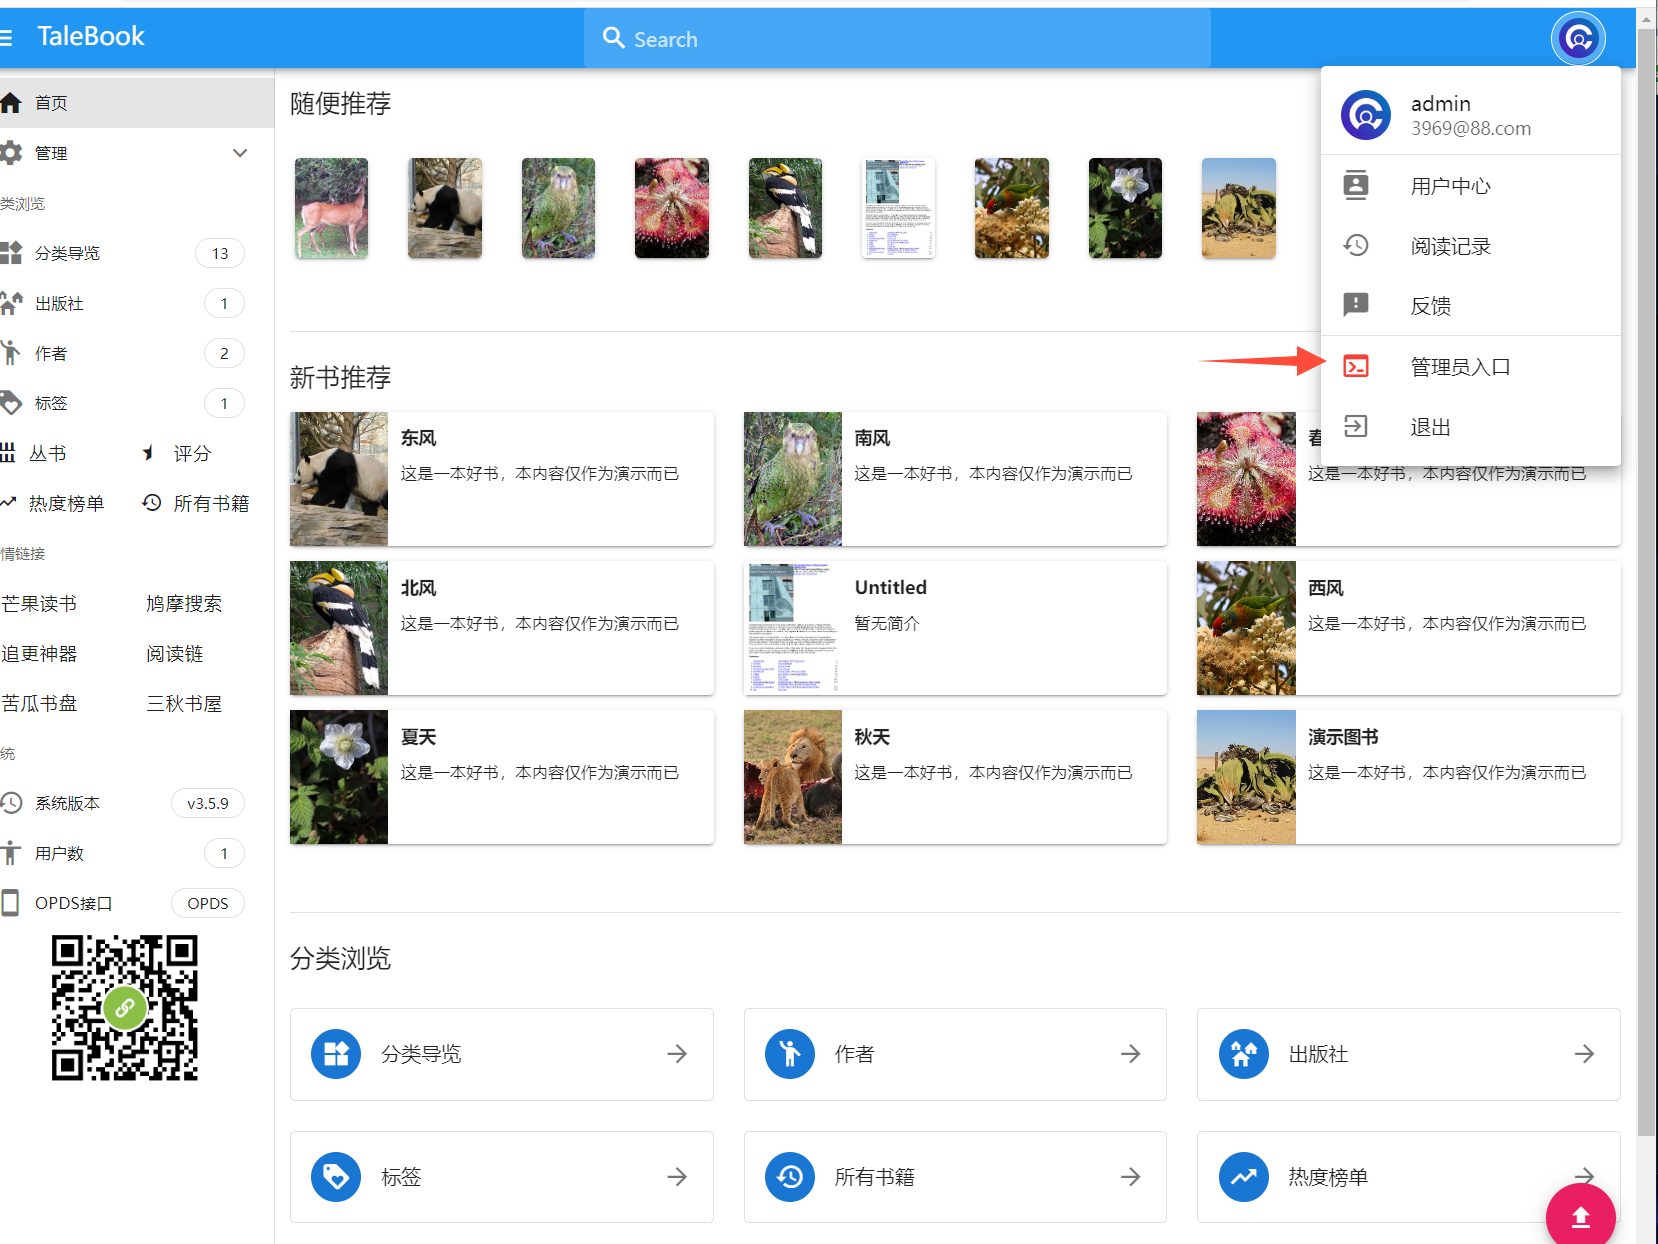 TaleBook
Search
首页
管理
类浏览
分类导览
13
出版社
1
作者
2
标签
1
丛书
评分
热度榜单
所有书籍
情链接
芒果读书
鸠摩搜索
追更神器
阅读链
苦瓜书盘
三秋书屋
统
系统版本
v3.5.9
用户数
1
OPDS接口
OPDS
随便推荐
admin
3969@88.com
用户中心
阅读记录
反馈
管理员入口
退出
新书推荐
东风
这是一本好书，本内容仅作为演示而已
南风
这是一本好书，本内容仅作为演示而已
这是一本好书，本内容仅作为演示而已
北风
这是一本好书，本内容仅作为演示而已
Untitled
暂无简介
西风
这是一本好书，本内容仅作为演示而已
夏天
这是一本好书，本内容仅作为演示而已
秋天
这是一本好书，本内容仅作为演示而已
演示图书
这是一本好书，本内容仅作为演示而已
分类浏览
分类导览
作者
出版社
标签
所有书籍
热度榜单